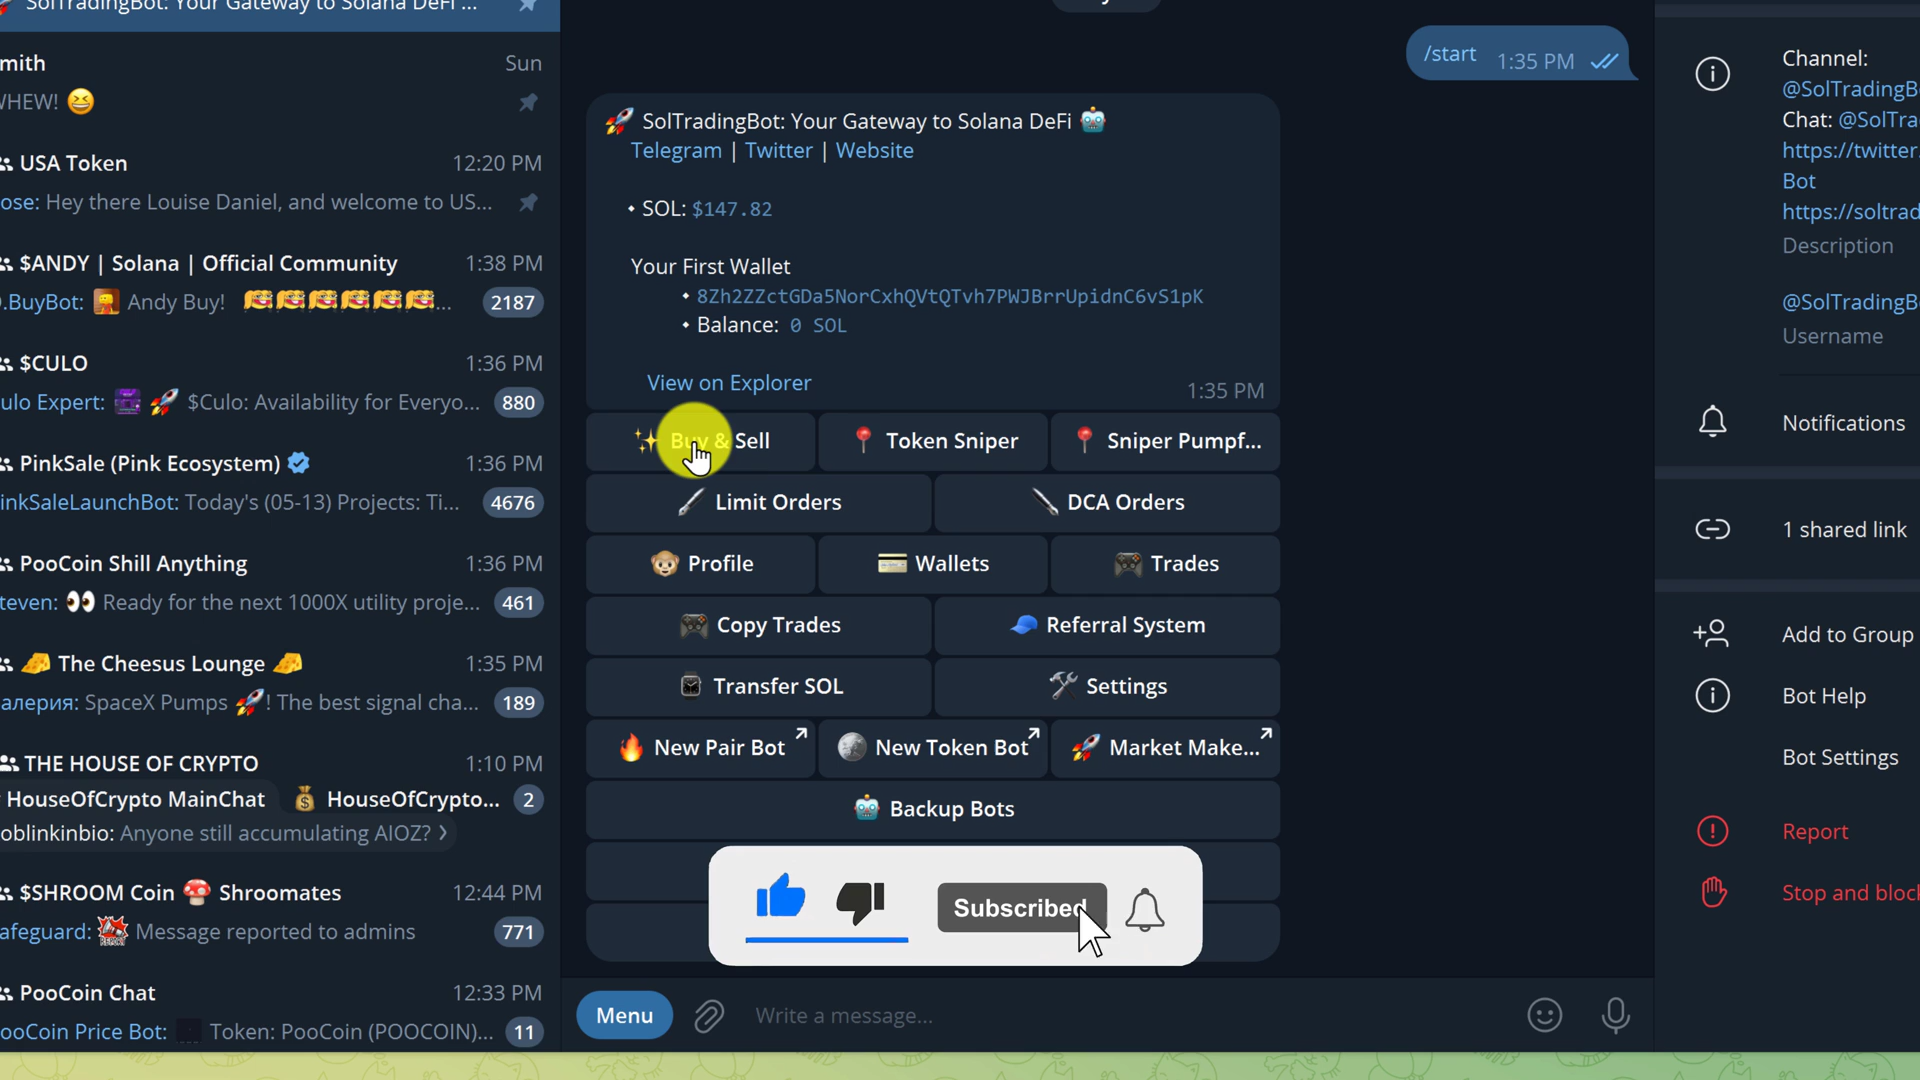 SolTradingBot: Your Gateway to Solana DeFi ...
mith Sun
WHEW! 😆
USA Token 12:20 PM
ose: Hey there Louise Daniel, and welcome to US...
$ANDY | Solana | Official Community 1:38 PM
.BuyBot: Andy Buy! 2187
$CULO 1:36 PM
ulo Expert: 🚀 $Culo: Availability for Everyo... 880
PinkSale (Pink Ecosystem) 1:36 PM
inkSaleLaunchBot: Today's (05-13) Projects: Ti... 4676
PooCoin Shill Anything 1:36 PM
teven: 👀 Ready for the next 1000X utility proje... 461
🧀 The Cheesus Lounge 🧀 1:35 PM
алерия: SpaceX Pumps 🚀! The best signal cha... 189
THE HOUSE OF CRYPTO 1:10 PM
HouseOfCrypto MainChat 💰 HouseOfCrypto... 2
oblinkinbio: Anyone still accumulating AIOZ? ›
$SHROOM Coin 🍄 Shroomates 12:44 PM
afeguard: Message reported to admins 771
PooCoin Chat 12:33 PM
ooCoin Price Bot: Token: PooCoin (POOCOIN)... 11
/start 1:35 PM
🚀 SolTradingBot: Your Gateway to Solana DeFi 🤖
Telegram | Twitter | Website
• SOL: $147.82
Your First Wallet
• 8Zh2ZZctGDa5NorCxhQVtQTvh7PWJBrrUpidnC6vS1pK
• Balance: 0 SOL
View on Explorer 1:35 PM
✨ Buy & Sell 📍 Token Sniper 📍 Sniper Pumpf...
Limit Orders DCA Orders
🐵 Profile 💳 Wallets 🎮 Trades
🎮 Copy Trades 🧢 Referral System
Transfer SOL 🛠 Settings
🔥 New Pair Bot New Token Bot 🚀 Market Make...
🤖 Backup Bots
Subscribed
Menu Write a message...
Channel:
@SolTradingB
Chat: @SolTra
https://twitter.
Bot
https://soltrad
Description
@SolTradingB
Username
Notifications
1 shared link
Add to Group
Bot Help
Bot Settings
Report
Stop and bloc